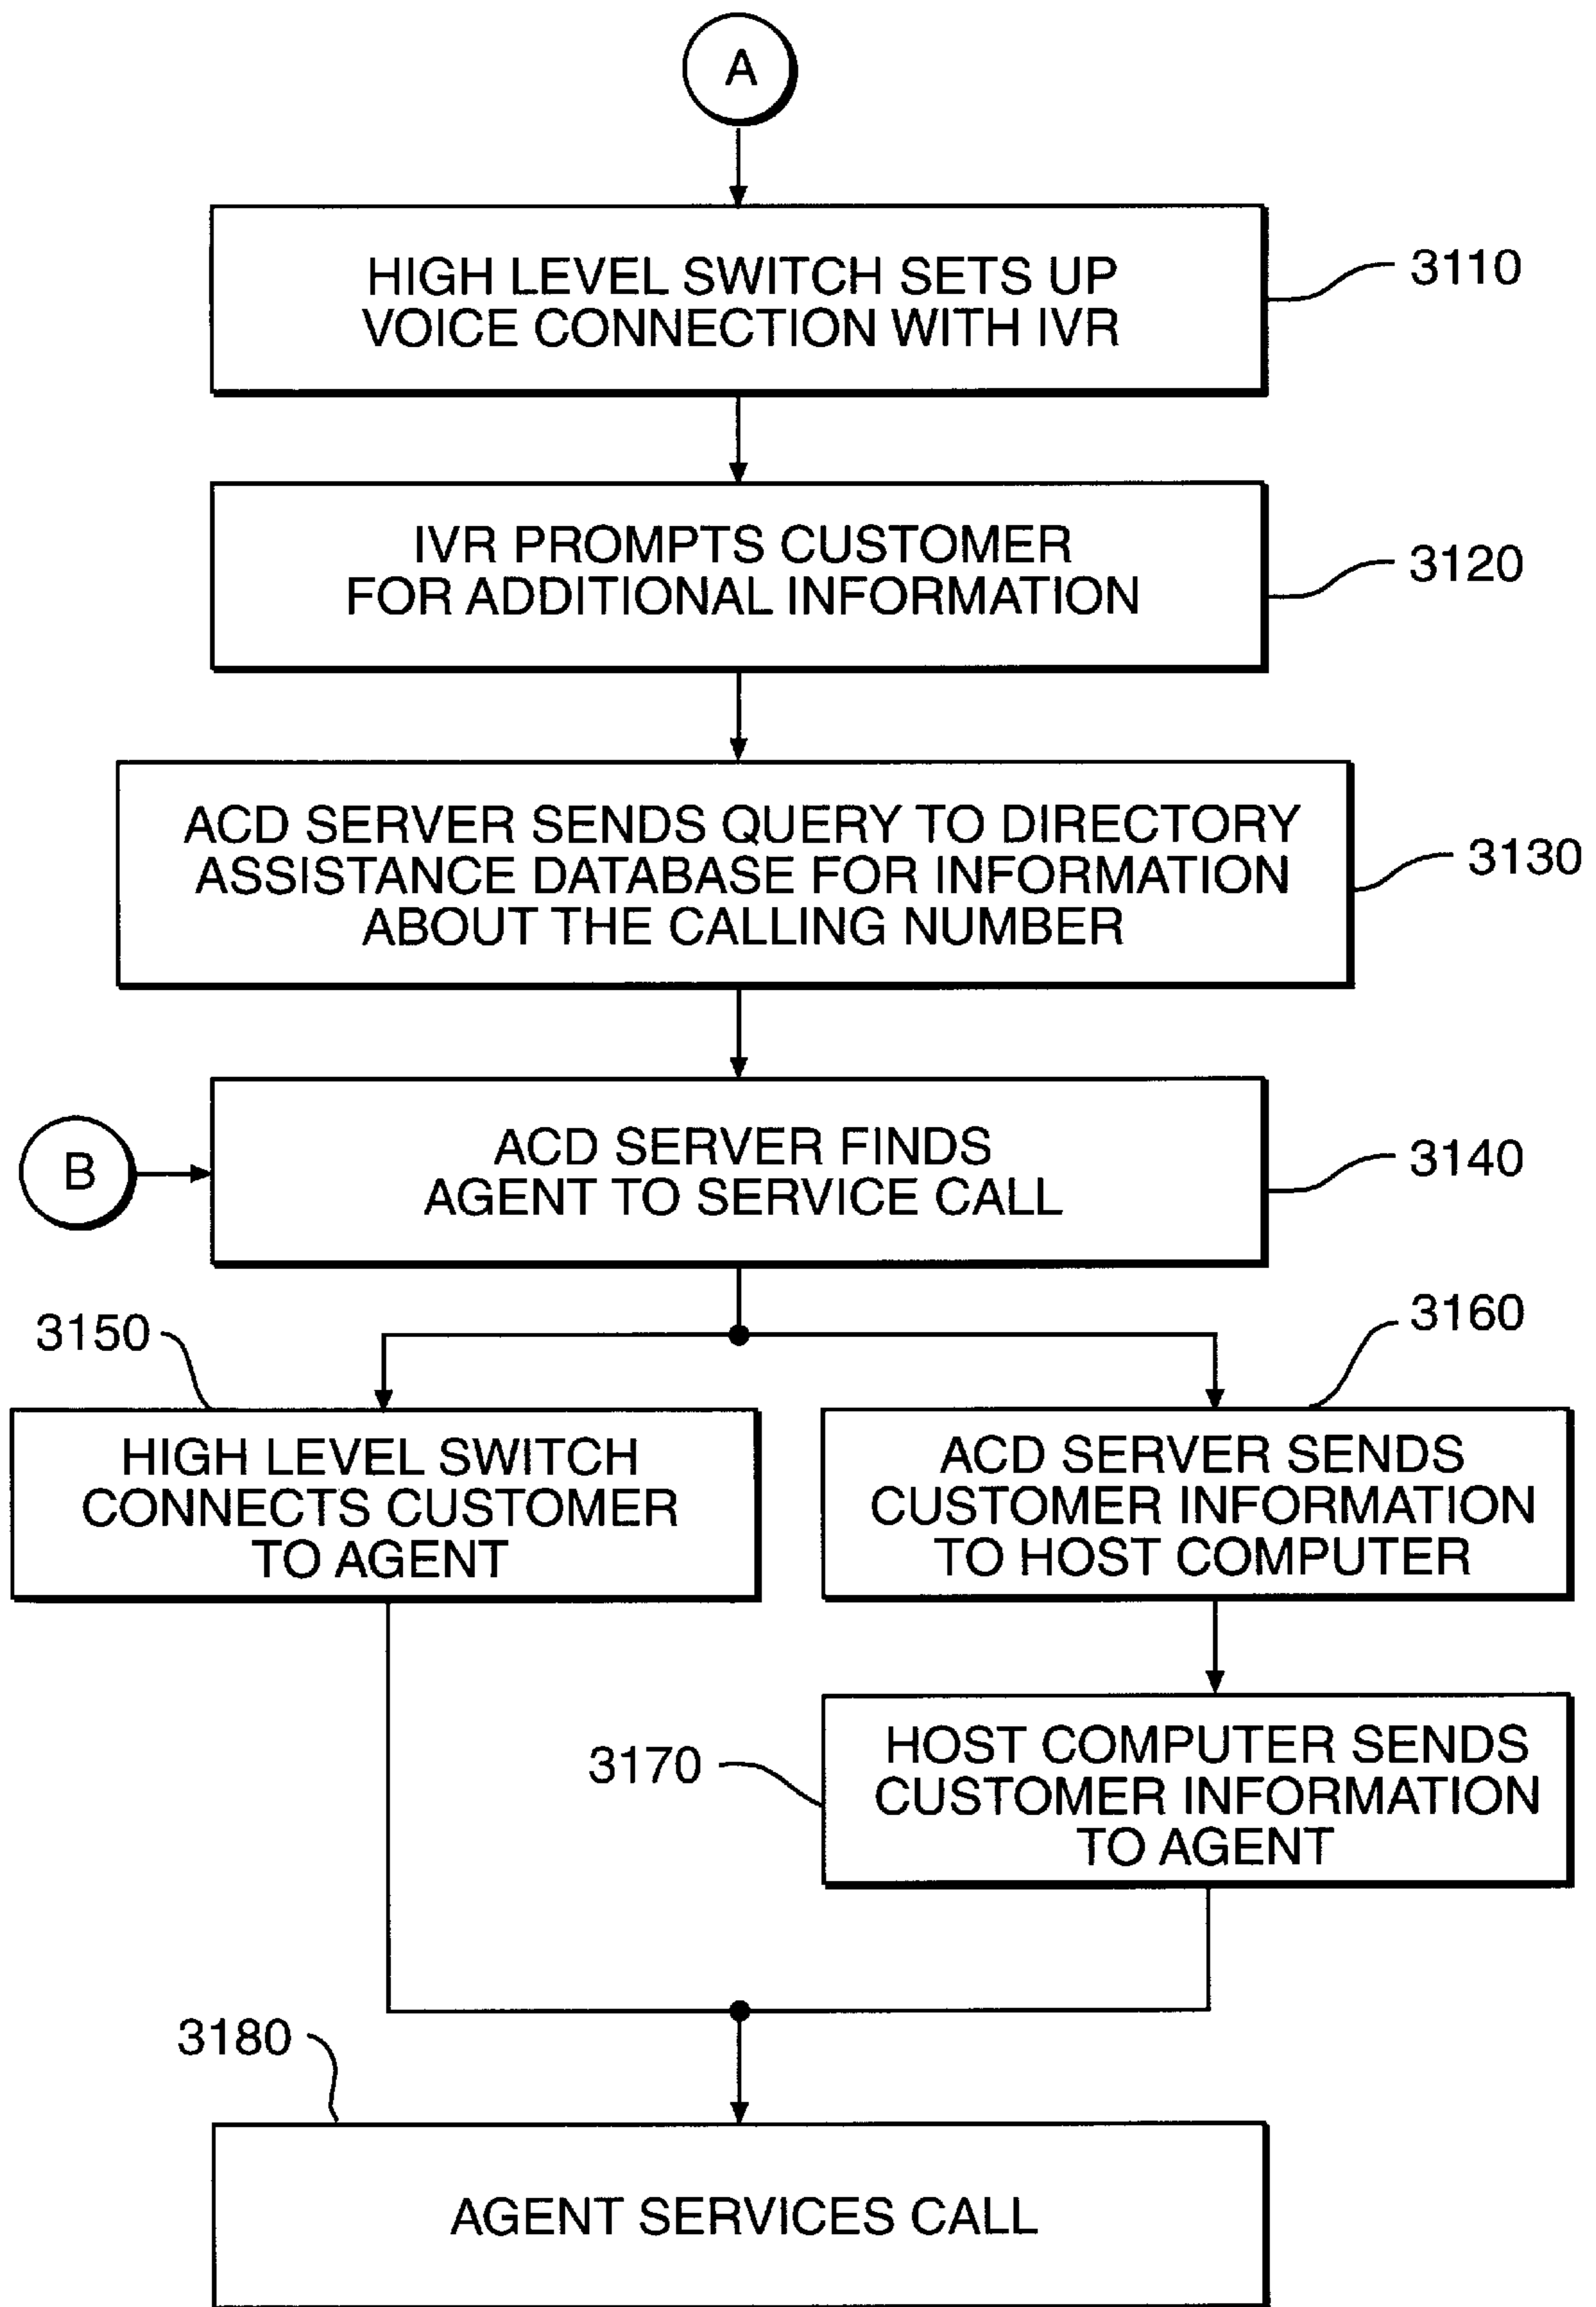 A
HIGH LEVEL SWITCH SETS UP
VOICE CONNECTION WITH IVR
3110
IVR PROMPTS CUSTOMER
FOR ADDITIONAL INFORMATION
3120
ACD SERVER SENDS QUERY TO DIRECTORY
ASSISTANCE DATABASE FOR INFORMATION
ABOUT THE CALLING NUMBER
3130
B
ACD SERVER FINDS
AGENT TO SERVICE CALL
3140
3150
HIGH LEVEL SWITCH
CONNECTS CUSTOMER
TO AGENT
3160
ACD SERVER SENDS
CUSTOMER INFORMATION
TO HOST COMPUTER
3170
HOST COMPUTER SENDS
CUSTOMER INFORMATION
TO AGENT
3180
AGENT SERVICES CALL